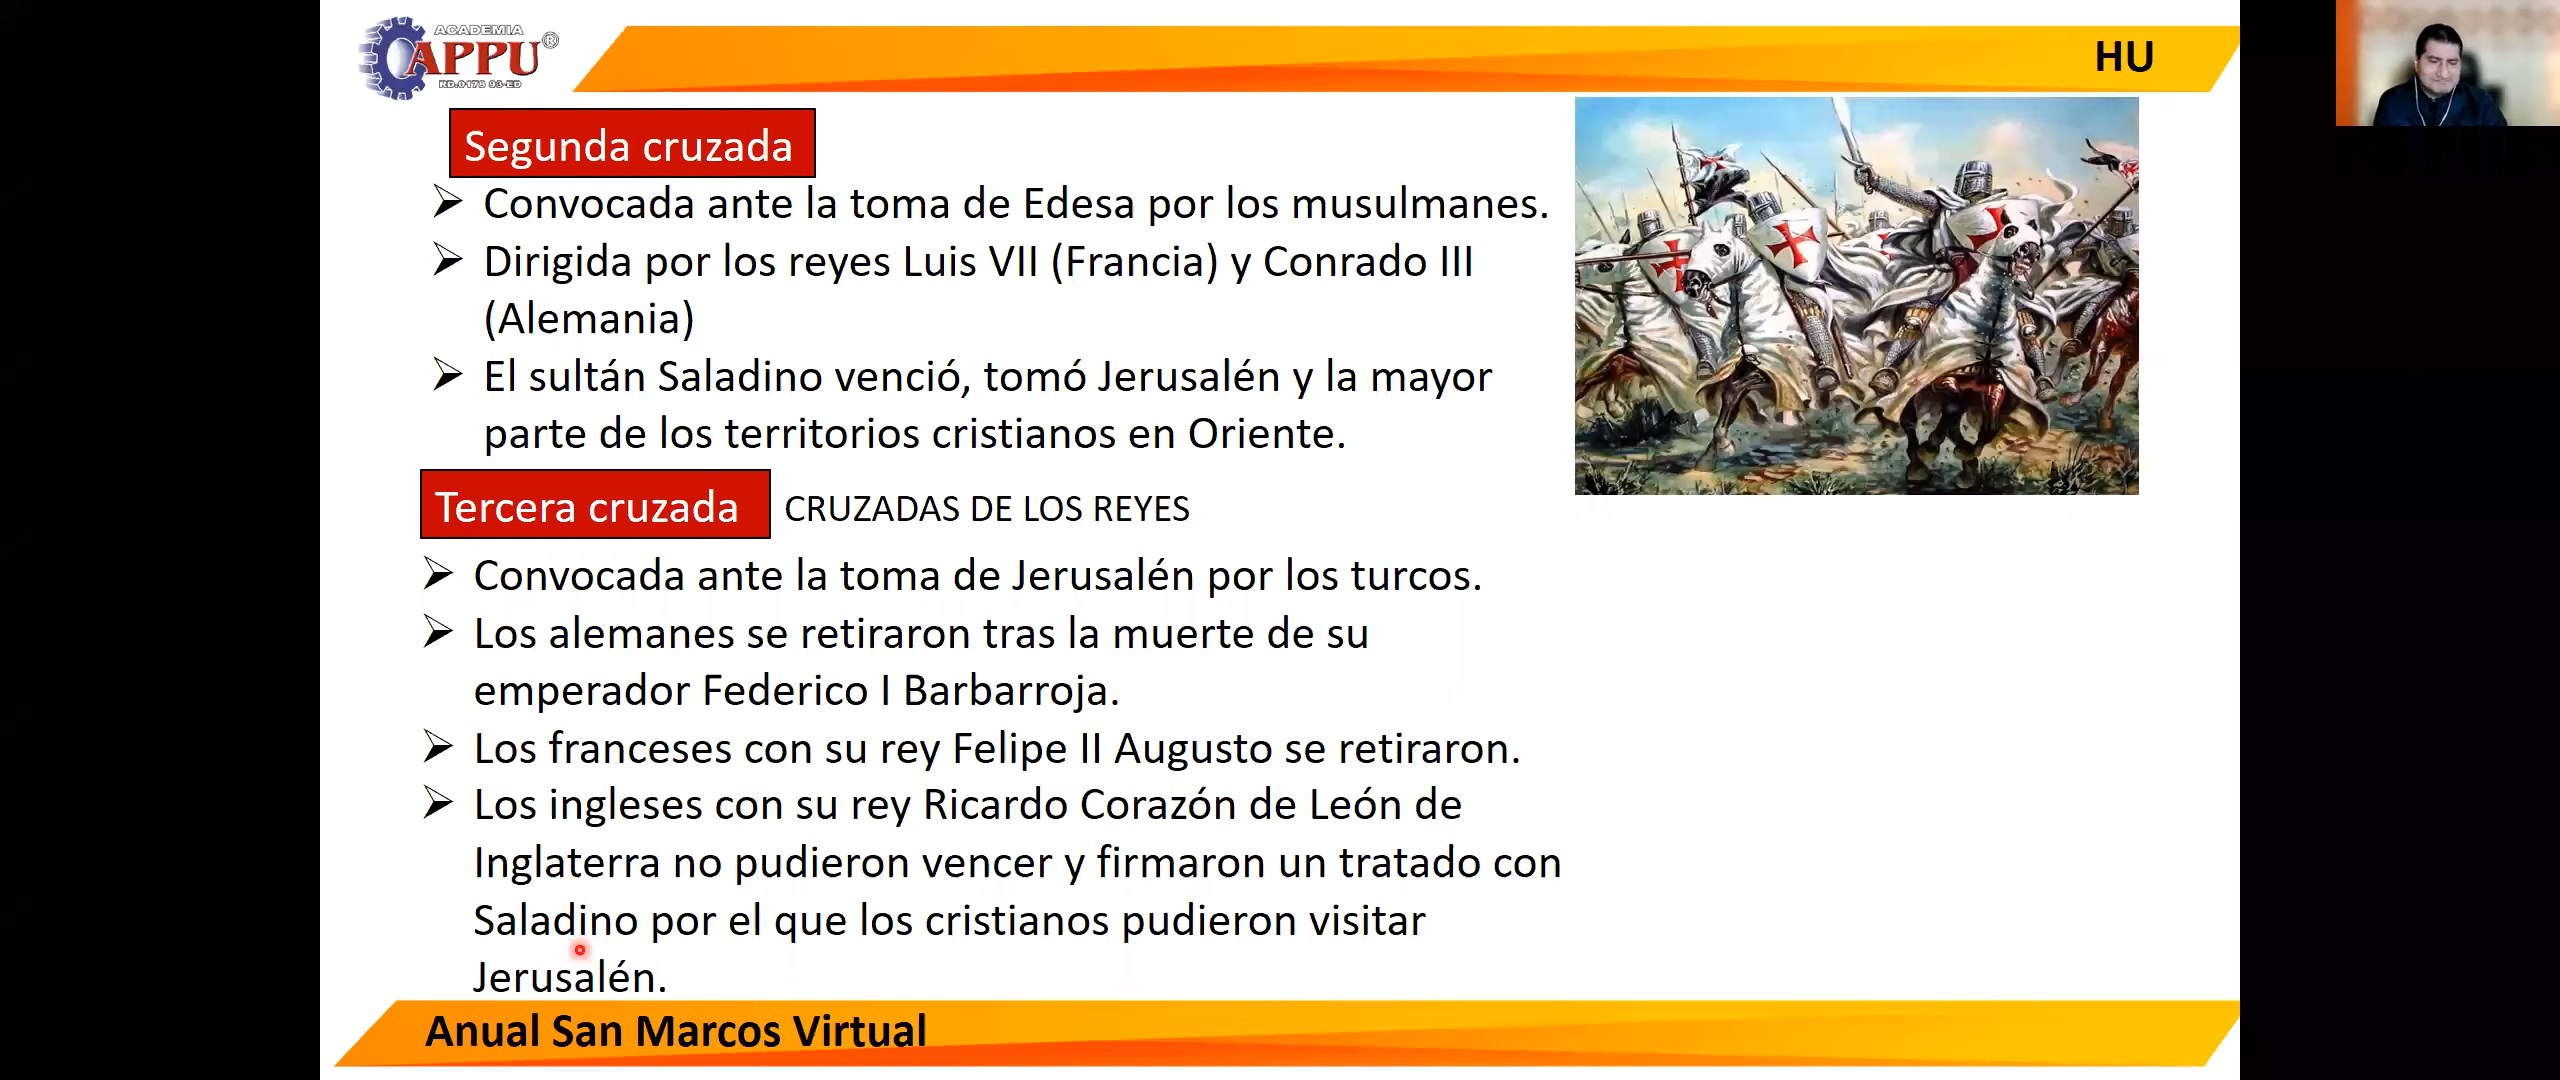 ACADEMIA
APPU®
RD.0178 93-ED
HU
Segunda cruzada
➢ Convocada ante la toma de Edesa por los musulmanes.
➢ Dirigida por los reyes Luis VII (Francia) y Conrado III
(Alemania)
➢ El sultán Saladino venció, tomó Jerusalén y la mayor
parte de los territorios cristianos en Oriente.
Tercera cruzada CRUZADAS DE LOS REYES
➢ Convocada ante la toma de Jerusalén por los turcos.
➢ Los alemanes se retiraron tras la muerte de su
emperador Federico I Barbarroja.
➢ Los franceses con su rey Felipe II Augusto se retiraron.
➢ Los ingleses con su rey Ricardo Corazón de León de
Inglaterra no pudieron vencer y firmaron un tratado con
Saladino por el que los cristianos pudieron visitar
Jerusalén.
Anual San Marcos Virtual